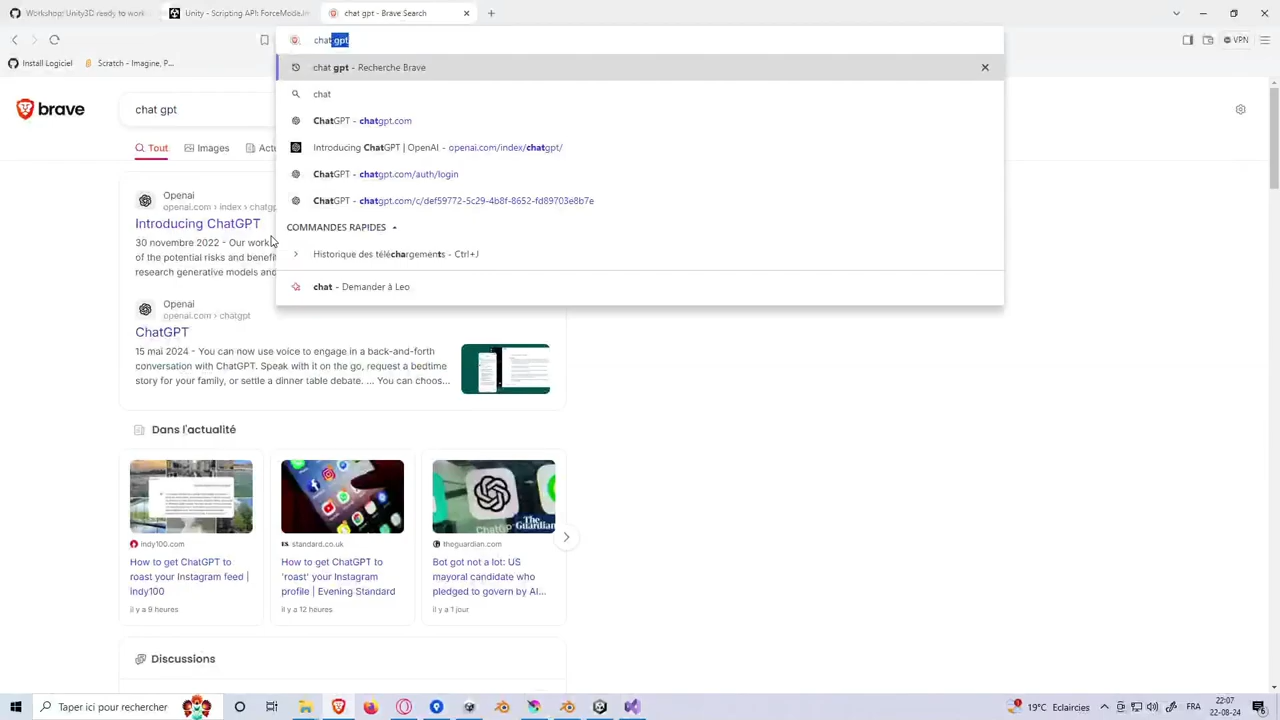 GitHub - Unity3D
Unity - Scripting API: ForceMode
chat gpt - Brave Search
chat gpt
VPN
Install Logiciel
Scratch - Imagine, P...
chat gpt - Recherche Brave
chat
ChatGPT - chatgpt.com
Introducing ChatGPT | OpenAI - openai.com/index/chatgpt/
ChatGPT - chatgpt.com/auth/login
ChatGPT - chatgpt.com/c/def59772-5c29-4b8f-8652-fd89703e8b7e
COMMANDES RAPIDES
Historique des téléchargements - Ctrl+J
chat - Demander à Leo
brave
chat gpt
Tout
Images
Actu
Openai
openai.com › index › chatgp
Introducing ChatGPT
30 novembre 2022 - Our work
of the potential risks and benefi
research generative models and
Openai
openai.com › chatgpt
ChatGPT
15 mai 2024 - You can now use voice to engage in a back-and-forth
conversation with ChatGPT. Speak with it on the go, request a bedtime
story for your family, or settle a dinner table debate. ... You can choos...
Dans l'actualité
ChatGP
The
Guardian
indy100.com
How to get ChatGPT to
roast your Instagram feed |
indy100
il y a 9 heures
ES
standard.co.uk
How to get ChatGPT to
'roast' your Instagram
profile | Evening Standard
il y a 12 heures
theguardian.com
Bot got not a lot: US
mayoral candidate who
pledged to govern by AI...
il y a 1 jour
Discussions
Taper ici pour rechercher
19°C Eclaircies
FRA
22:07
22-08-24